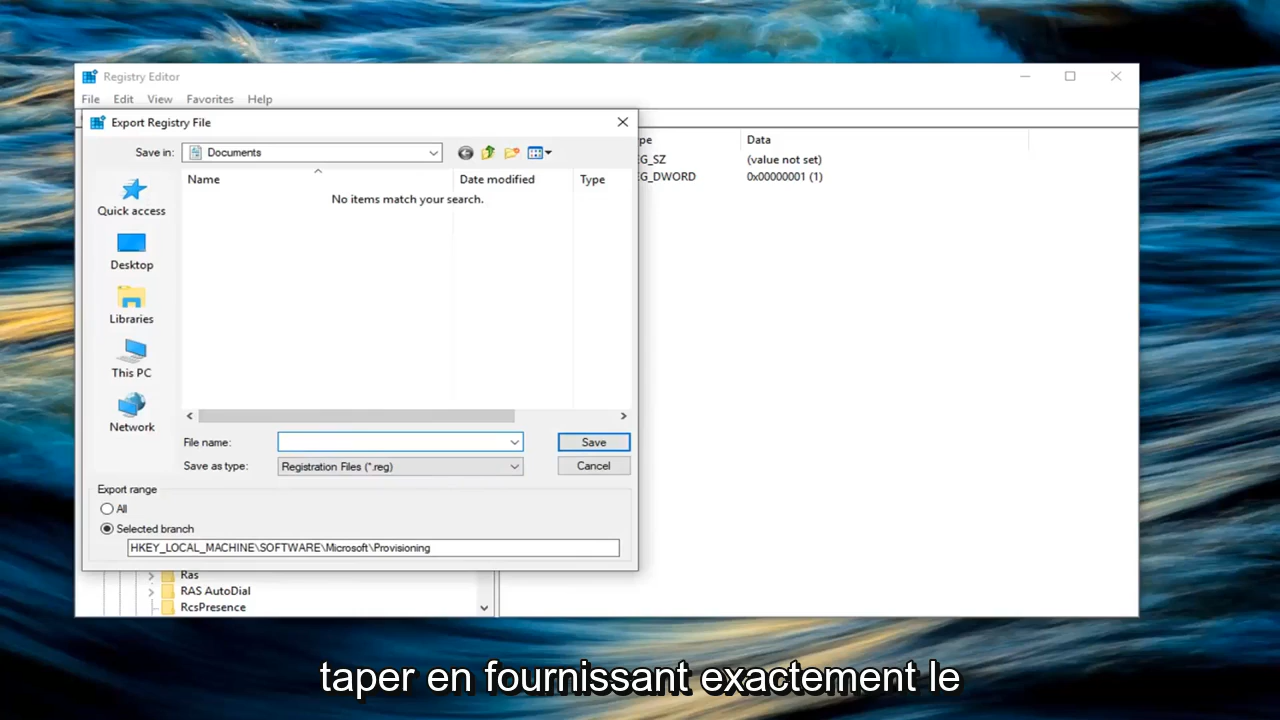 Registry Editor
File Edit View Favorites Help
Export Registry File
Save in: Documents
Name Date modified Type
No items match your search.
Quick access
Desktop
Libraries
This PC
Network
File name: Save
Save as type: Registration Files (*.reg) Cancel
Export range
All
Selected branch
HKEY_LOCAL_MACHINE\SOFTWARE\Microsoft\Provisioning
pe Data
EG_SZ (value not set)
EG_DWORD 0x00000001 (1)
Ras
RAS AutoDial
RcsPresence
taper en fournissant exactement le